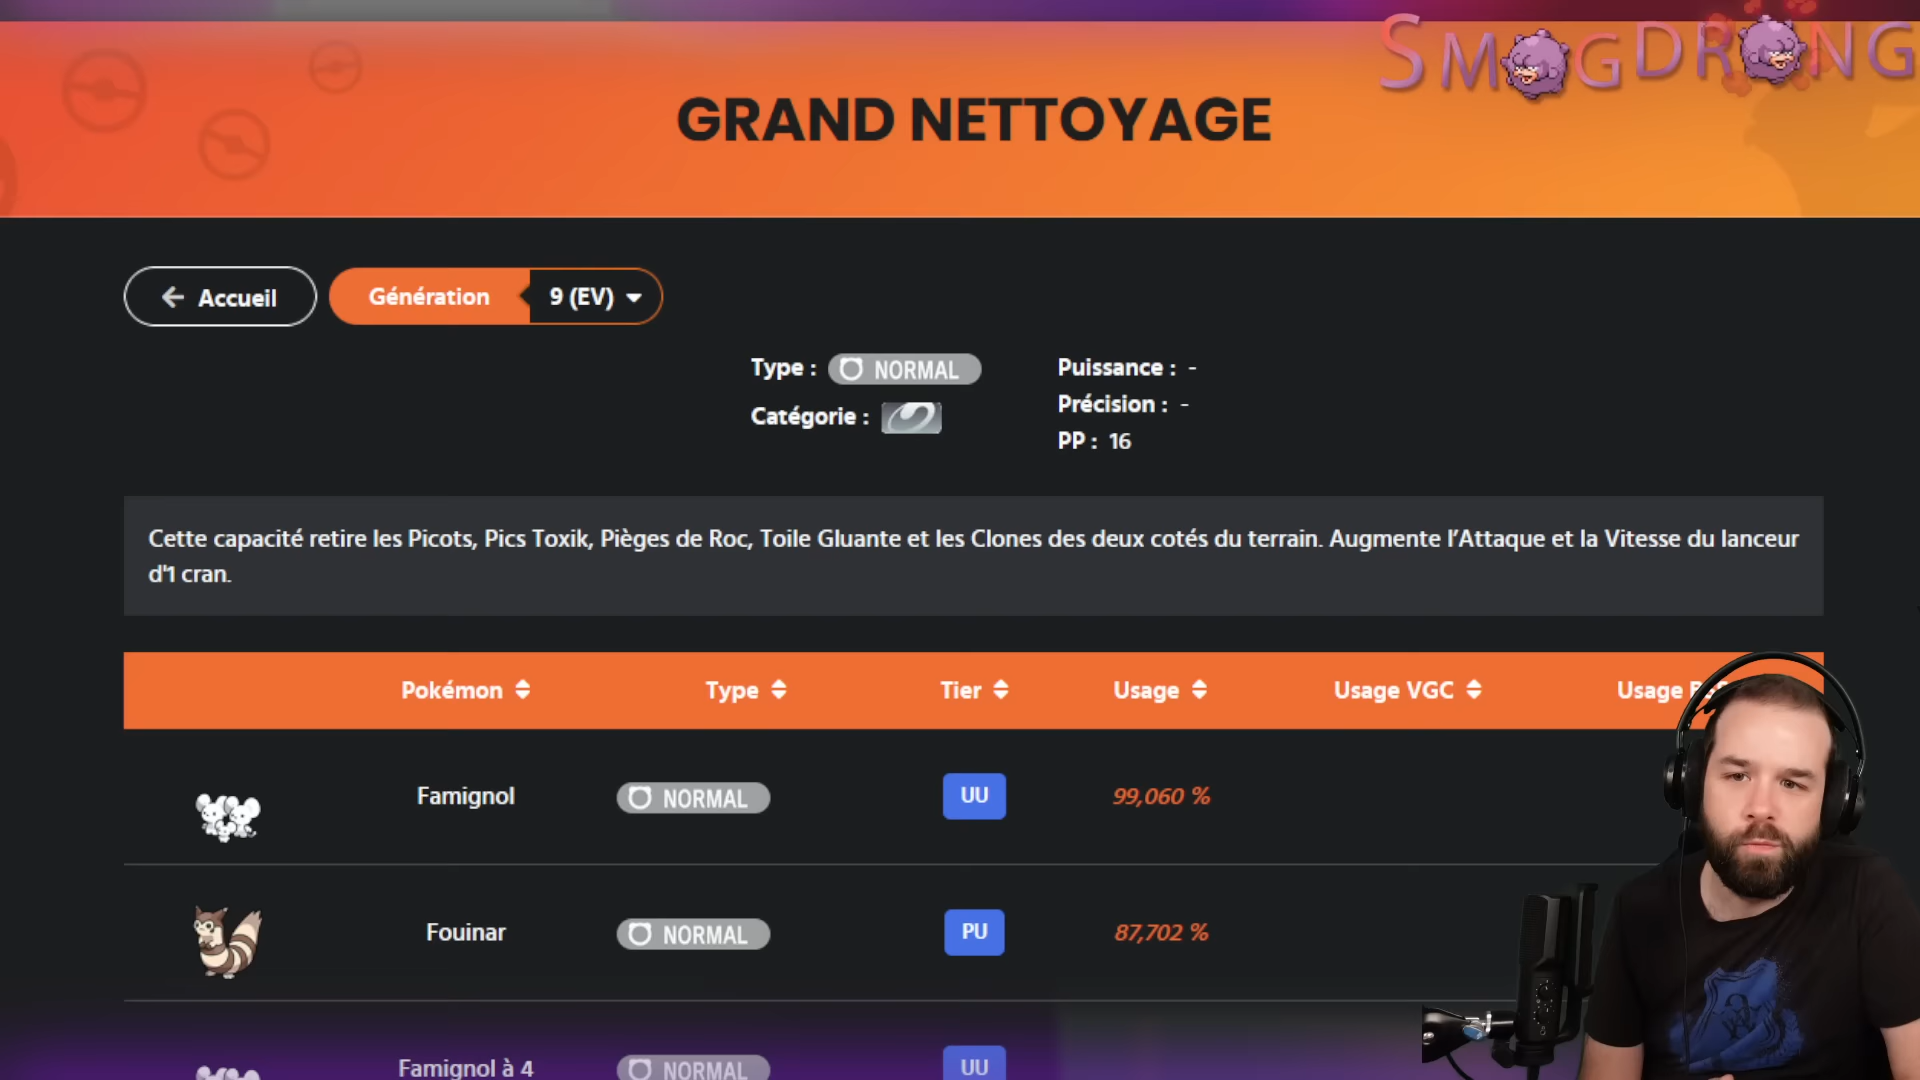 SMOGDRONG
GRAND NETTOYAGE
Accueil
Génération
9 (EV)
Type : NORMAL
Catégorie :
Puissance : -
Précision : -
PP : 16
Cette capacité retire les Picots, Pics Toxik, Pièges de Roc, Toile Gluante et les Clones des deux cotés du terrain. Augmente l'Attaque et la Vitesse du lanceur
d'1 cran.
Pokémon Type Tier Usage Usage VGC Usage
Famignol NORMAL UU 99,060 %
Fouinar NORMAL PU 87,702 %
Famignol à 4 NORMAL UU